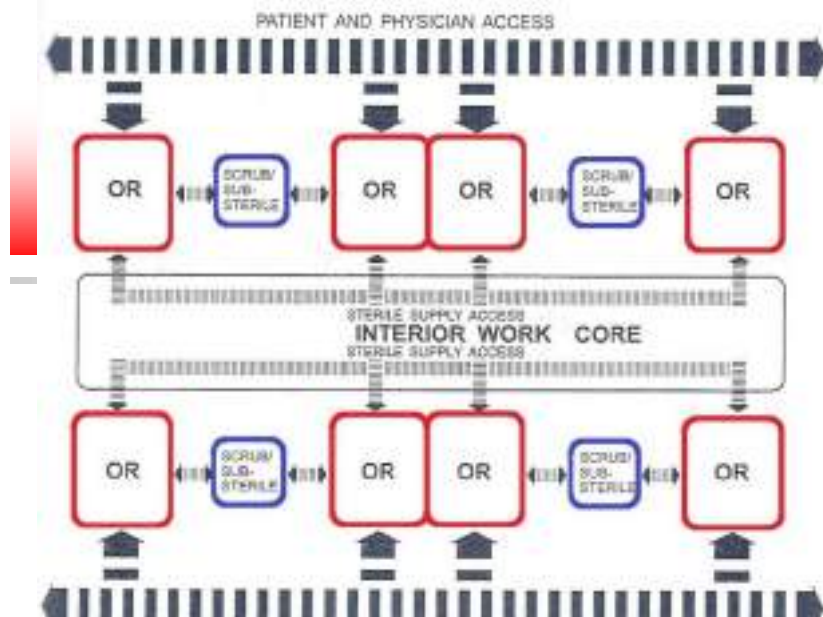 PATIENT AND PHYSICIAN ACCESS
OR
SCRUB/
SUB-
STERILE
OR
OR
SCRUB/
SUB-
STERILE
OR
STERILE SUPPLY ACCESS
INTERIOR WORK CORE
STERILE SUPPLY ACCESS
OR
SCRUB/
SUB-
STERILE
OR
OR
SCRUB/
SUB-
STERILE
OR